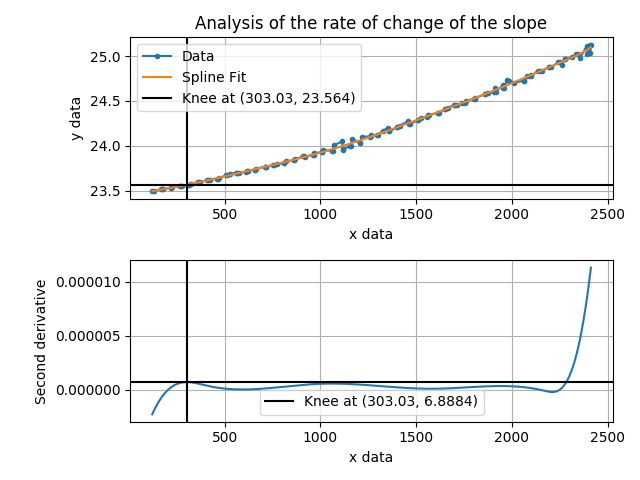 Analysis of the rate of change of the slope
Data
Spline Fit
Knee at (303.03, 23.564)
25.0
24.5
24.0
23.5
y data
500
1000
1500
2000
2500
x data
0.000010
0.000005
0.000000
Second derivative
Knee at (303.03, 6.8884)
500
1000
1500
2000
2500
x data